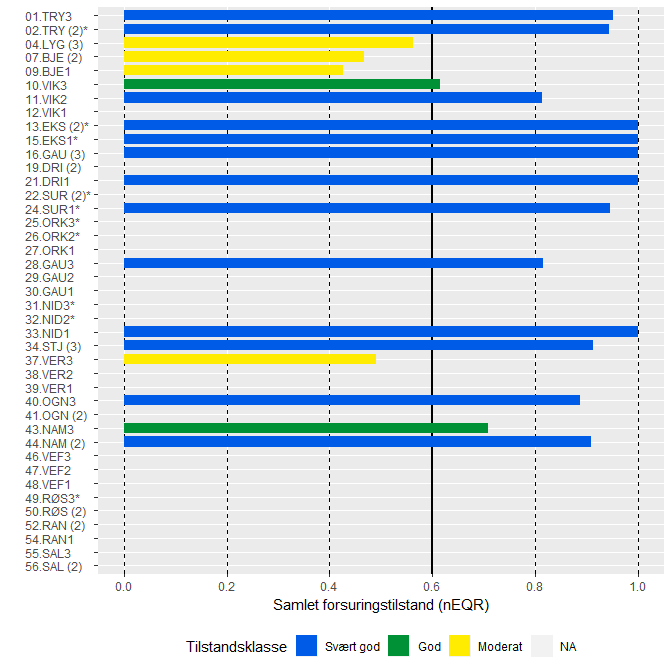 01.TRY3
02.TRY (2)*
04.LYG (3)
07.BJE (2)
09.BJE1
10.VIK3
11.VIK2
12.VIK1
13.EKS (2)*
15.EKS1*
16.GAU (3)
19.DRI (2)
21.DRI1
22.SUR (2)*
24.SUR1*
25.ORK3*
26.ORK2*
27.ORK1
28.GAU3
29.GAU2
30.GAU1
31.NID3*
32.NID2*
33.NID1
34.STJ (3)
37.VER3
38.VER2
39.VER1
40.OGN3
41.OGN (2)
43.NAM3
44.NAM (2)
46.VEF3
47.VEF2
48.VEF1
49.RØS3*
50.RØS (2)
52.RAN (2)
54.RAN1
55.SAL3
56.SAL (2)
0.0 0.2 0.4 0.6 0.8 1.0
Samlet forsuringstilstand (nEQR)
Tilstandsklasse Svært god God Moderat NA